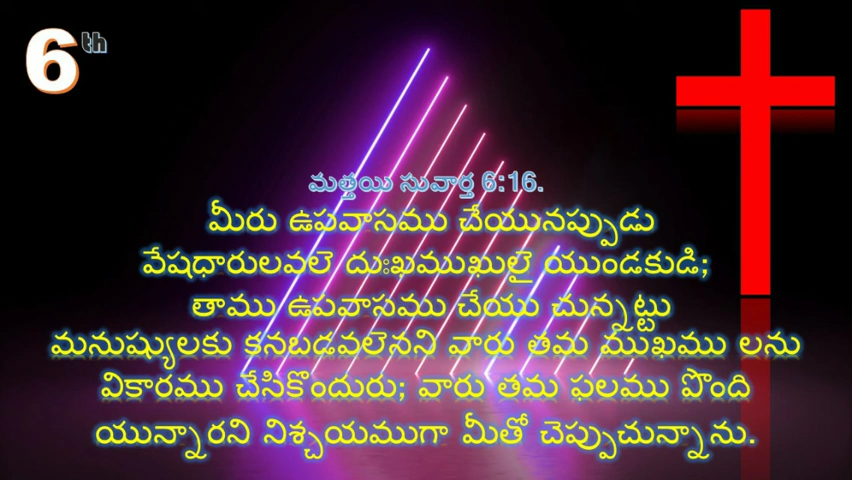 6th
మత్తయి సువార్త 6:16.
మీరు ఉపవాసము చేయునప్పుడు
వేషధారులవలె దుఃఖముఖులై యుండకుడి;
తాము ఉపవాసము చేయు చున్నట్టు
మనుష్యులకు కనబడవలెనని వారు తమ ముఖము లను
వికారము చేసికొందురు; వారు తమ ఫలము పొంది
యున్నారని నిశ్చయముగా మీతో చెప్పుచున్నాను.